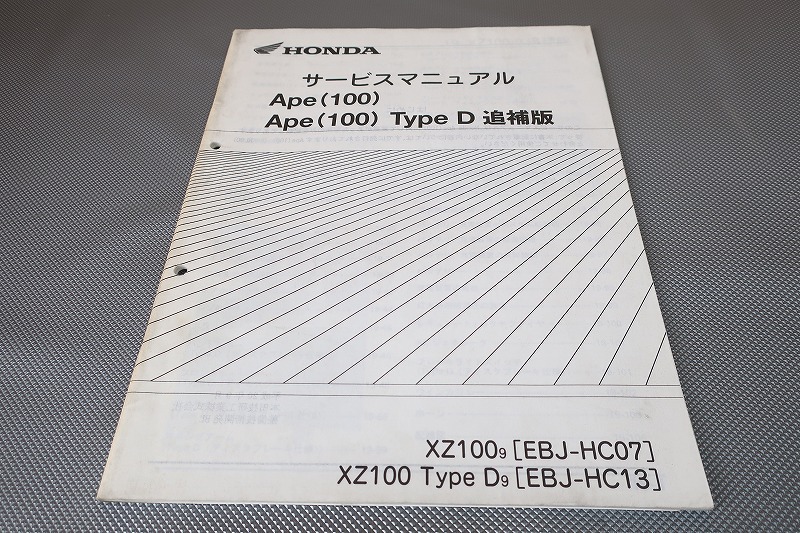 HONDA
サービスマニュアル
Ape(100)
Ape(100) Type D 追補版
XZ100₉ [EBJ-HC07]
XZ100 Type D₉ [EBJ-HC13]